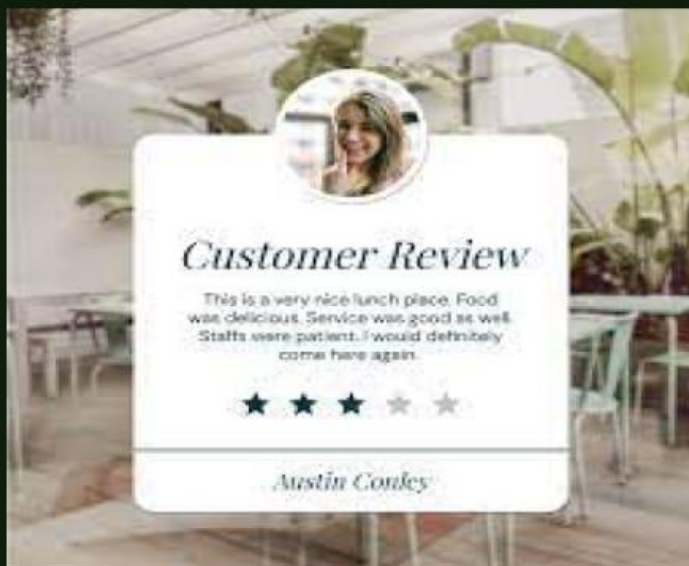 Customer Review
This is a very nice lunch place. Food
was delicious. Service was good as well.
Staffs were patient. I would definitely
come here again.
Austin Conley